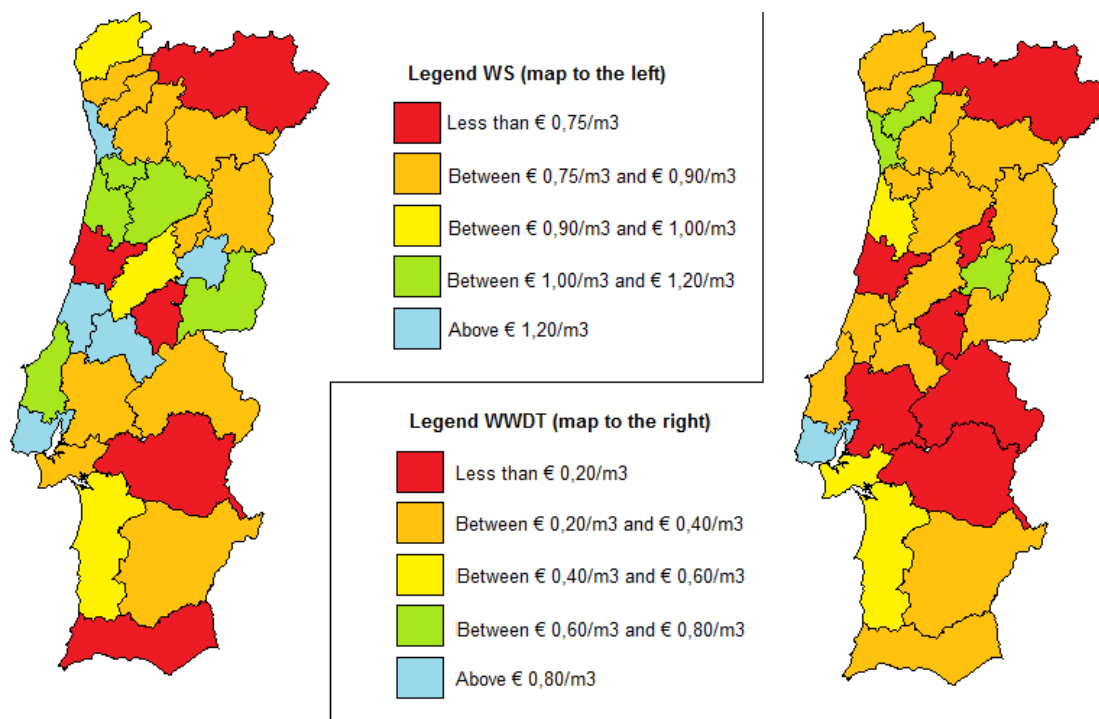 Legend WS (map to the left)
Less than € 0,75/m3
Between € 0,75/m3 and € 0,90/m3
Between € 0,90/m3 and € 1,00/m3
Between € 1,00/m3 and € 1,20/m3
Above € 1,20/m3
Legend WWDT (map to the right)
Less than € 0,20/m3
Between € 0,20/m3 and € 0,40/m3
Between € 0,40/m3 and € 0,60/m3
Between € 0,60/m3 and € 0,80/m3
Above € 0,80/m3